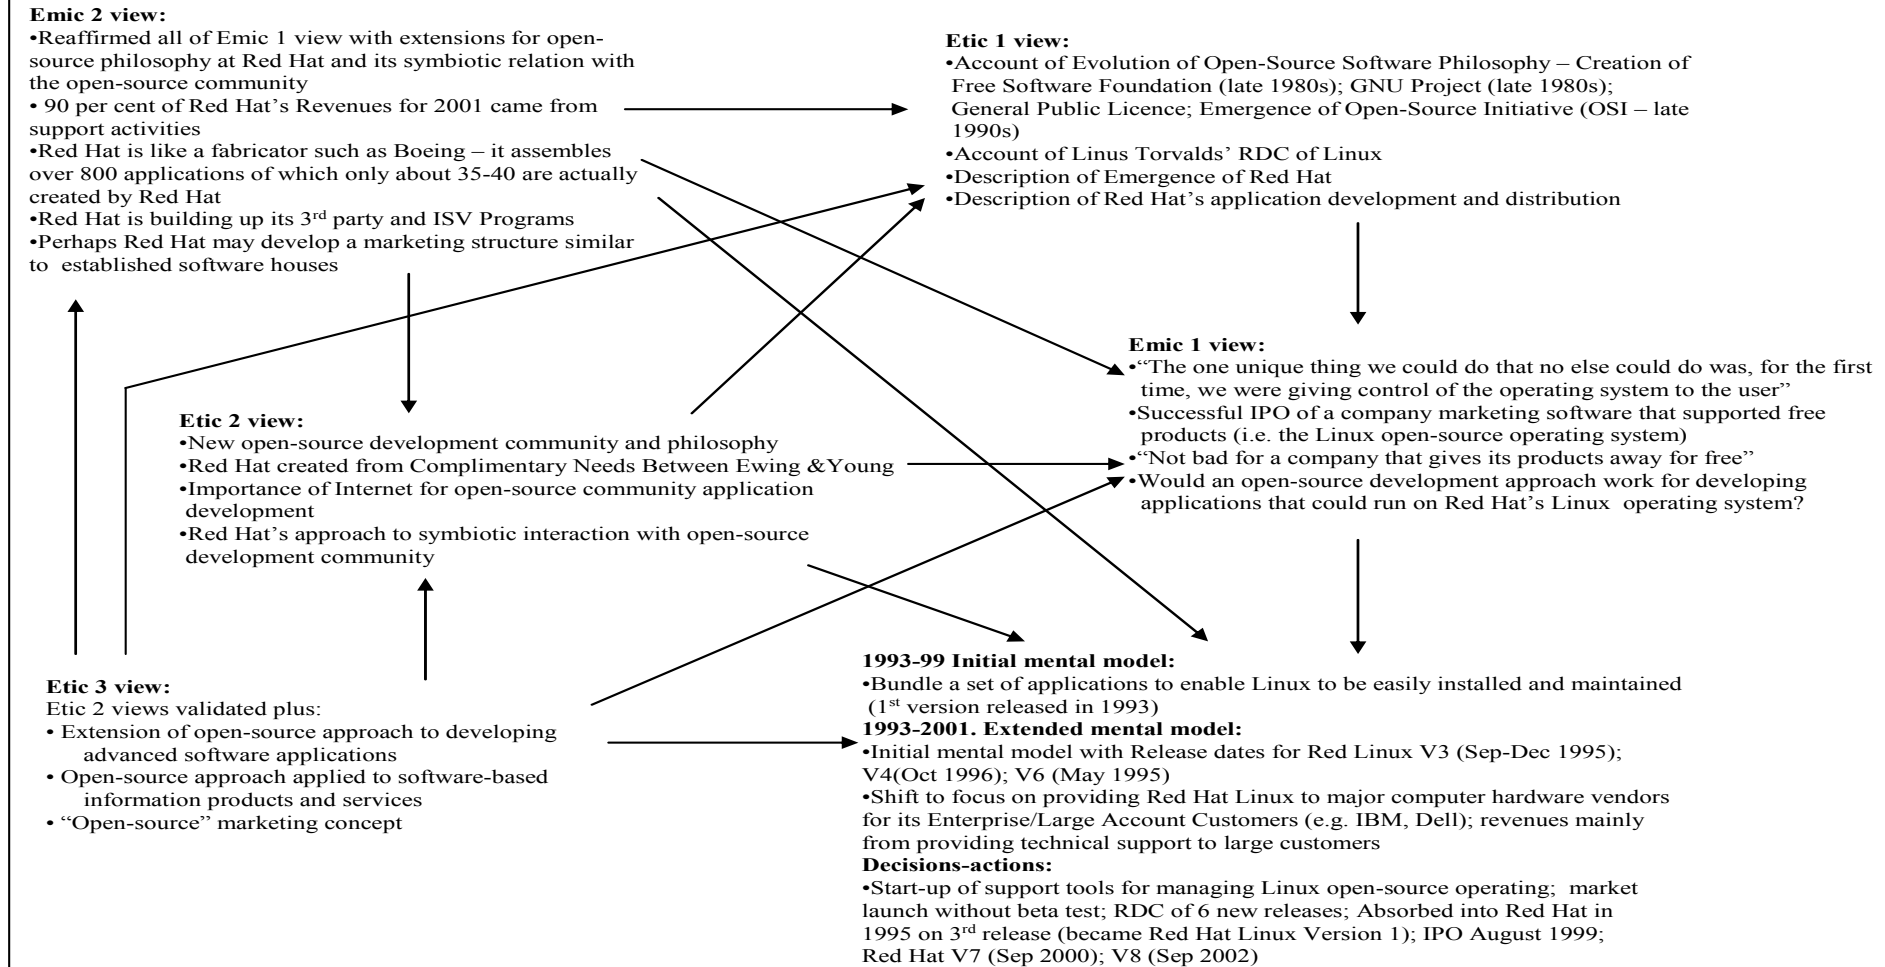 Emic 2 view:
•Reaffirmed all of Emic 1 view with extensions for open-
source philosophy at Red Hat and its symbiotic relation with
the open-source community
• 90 per cent of Red Hat’s Revenues for 2001 came from
support activities
•Red Hat is like a fabricator such as Boeing – it assembles
over 800 applications of which only about 35-40 are actually
created by Red Hat
•Red Hat is building up its 3rd party and ISV Programs
•Perhaps Red Hat may develop a marketing structure similar
to established software houses
Etic 1 view:
•Account of Evolution of Open-Source Software Philosophy – Creation of
Free Software Foundation (late 1980s); GNU Project (late 1980s);
General Public Licence; Emergence of Open-Source Initiative (OSI – late
1990s)
•Account of Linus Torvalds’ RDC of Linux
•Description of Emergence of Red Hat
•Description of Red Hat’s application development and distribution
Emic 1 view:
•“The one unique thing we could do that no else could do was, for the first
time, we were giving control of the operating system to the user”
•Successful IPO of a company marketing software that supported free
products (i.e. the Linux open-source operating system)
•“Not bad for a company that gives its products away for free”
•Would an open-source development approach work for developing
applications that could run on Red Hat’s Linux operating system?
Etic 2 view:
•New open-source development community and philosophy
•Red Hat created from Complimentary Needs Between Ewing &Young
•Importance of Internet for open-source community application
development
•Red Hat’s approach to symbiotic interaction with open-source
development community
Etic 3 view:
Etic 2 views validated plus:
• Extension of open-source approach to developing
advanced software applications
• Open-source approach applied to software-based
information products and services
• “Open-source” marketing concept
1993-99 Initial mental model:
•Bundle a set of applications to enable Linux to be easily installed and maintained
(1st version released in 1993)
1993-2001. Extended mental model:
•Initial mental model with Release dates for Red Linux V3 (Sep-Dec 1995);
V4(Oct 1996); V6 (May 1995)
•Shift to focus on providing Red Hat Linux to major computer hardware vendors
for its Enterprise/Large Account Customers (e.g. IBM, Dell); revenues mainly
from providing technical support to large customers
Decisions-actions:
•Start-up of support tools for managing Linux open-source operating; market
launch without beta test; RDC of 6 new releases; Absorbed into Red Hat in
1995 on 3rd release (became Red Hat Linux Version 1); IPO August 1999;
Red Hat V7 (Sep 2000); V8 (Sep 2002)